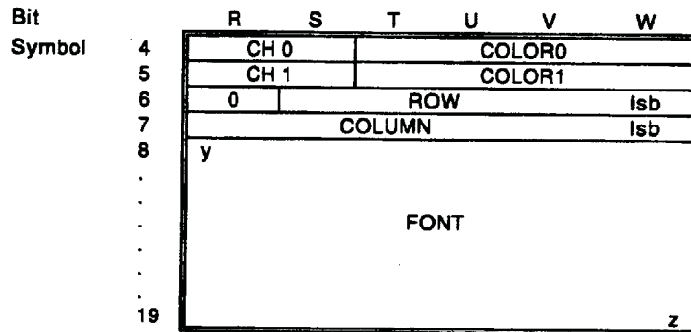 Bit R S T U V W
Symbol 4 CH 0 COLOR0
5 CH 1 COLOR1
6 0 ROW lsb
7 COLUMN lsb
8 y
.
.
. FONT
.
.
.
19 z